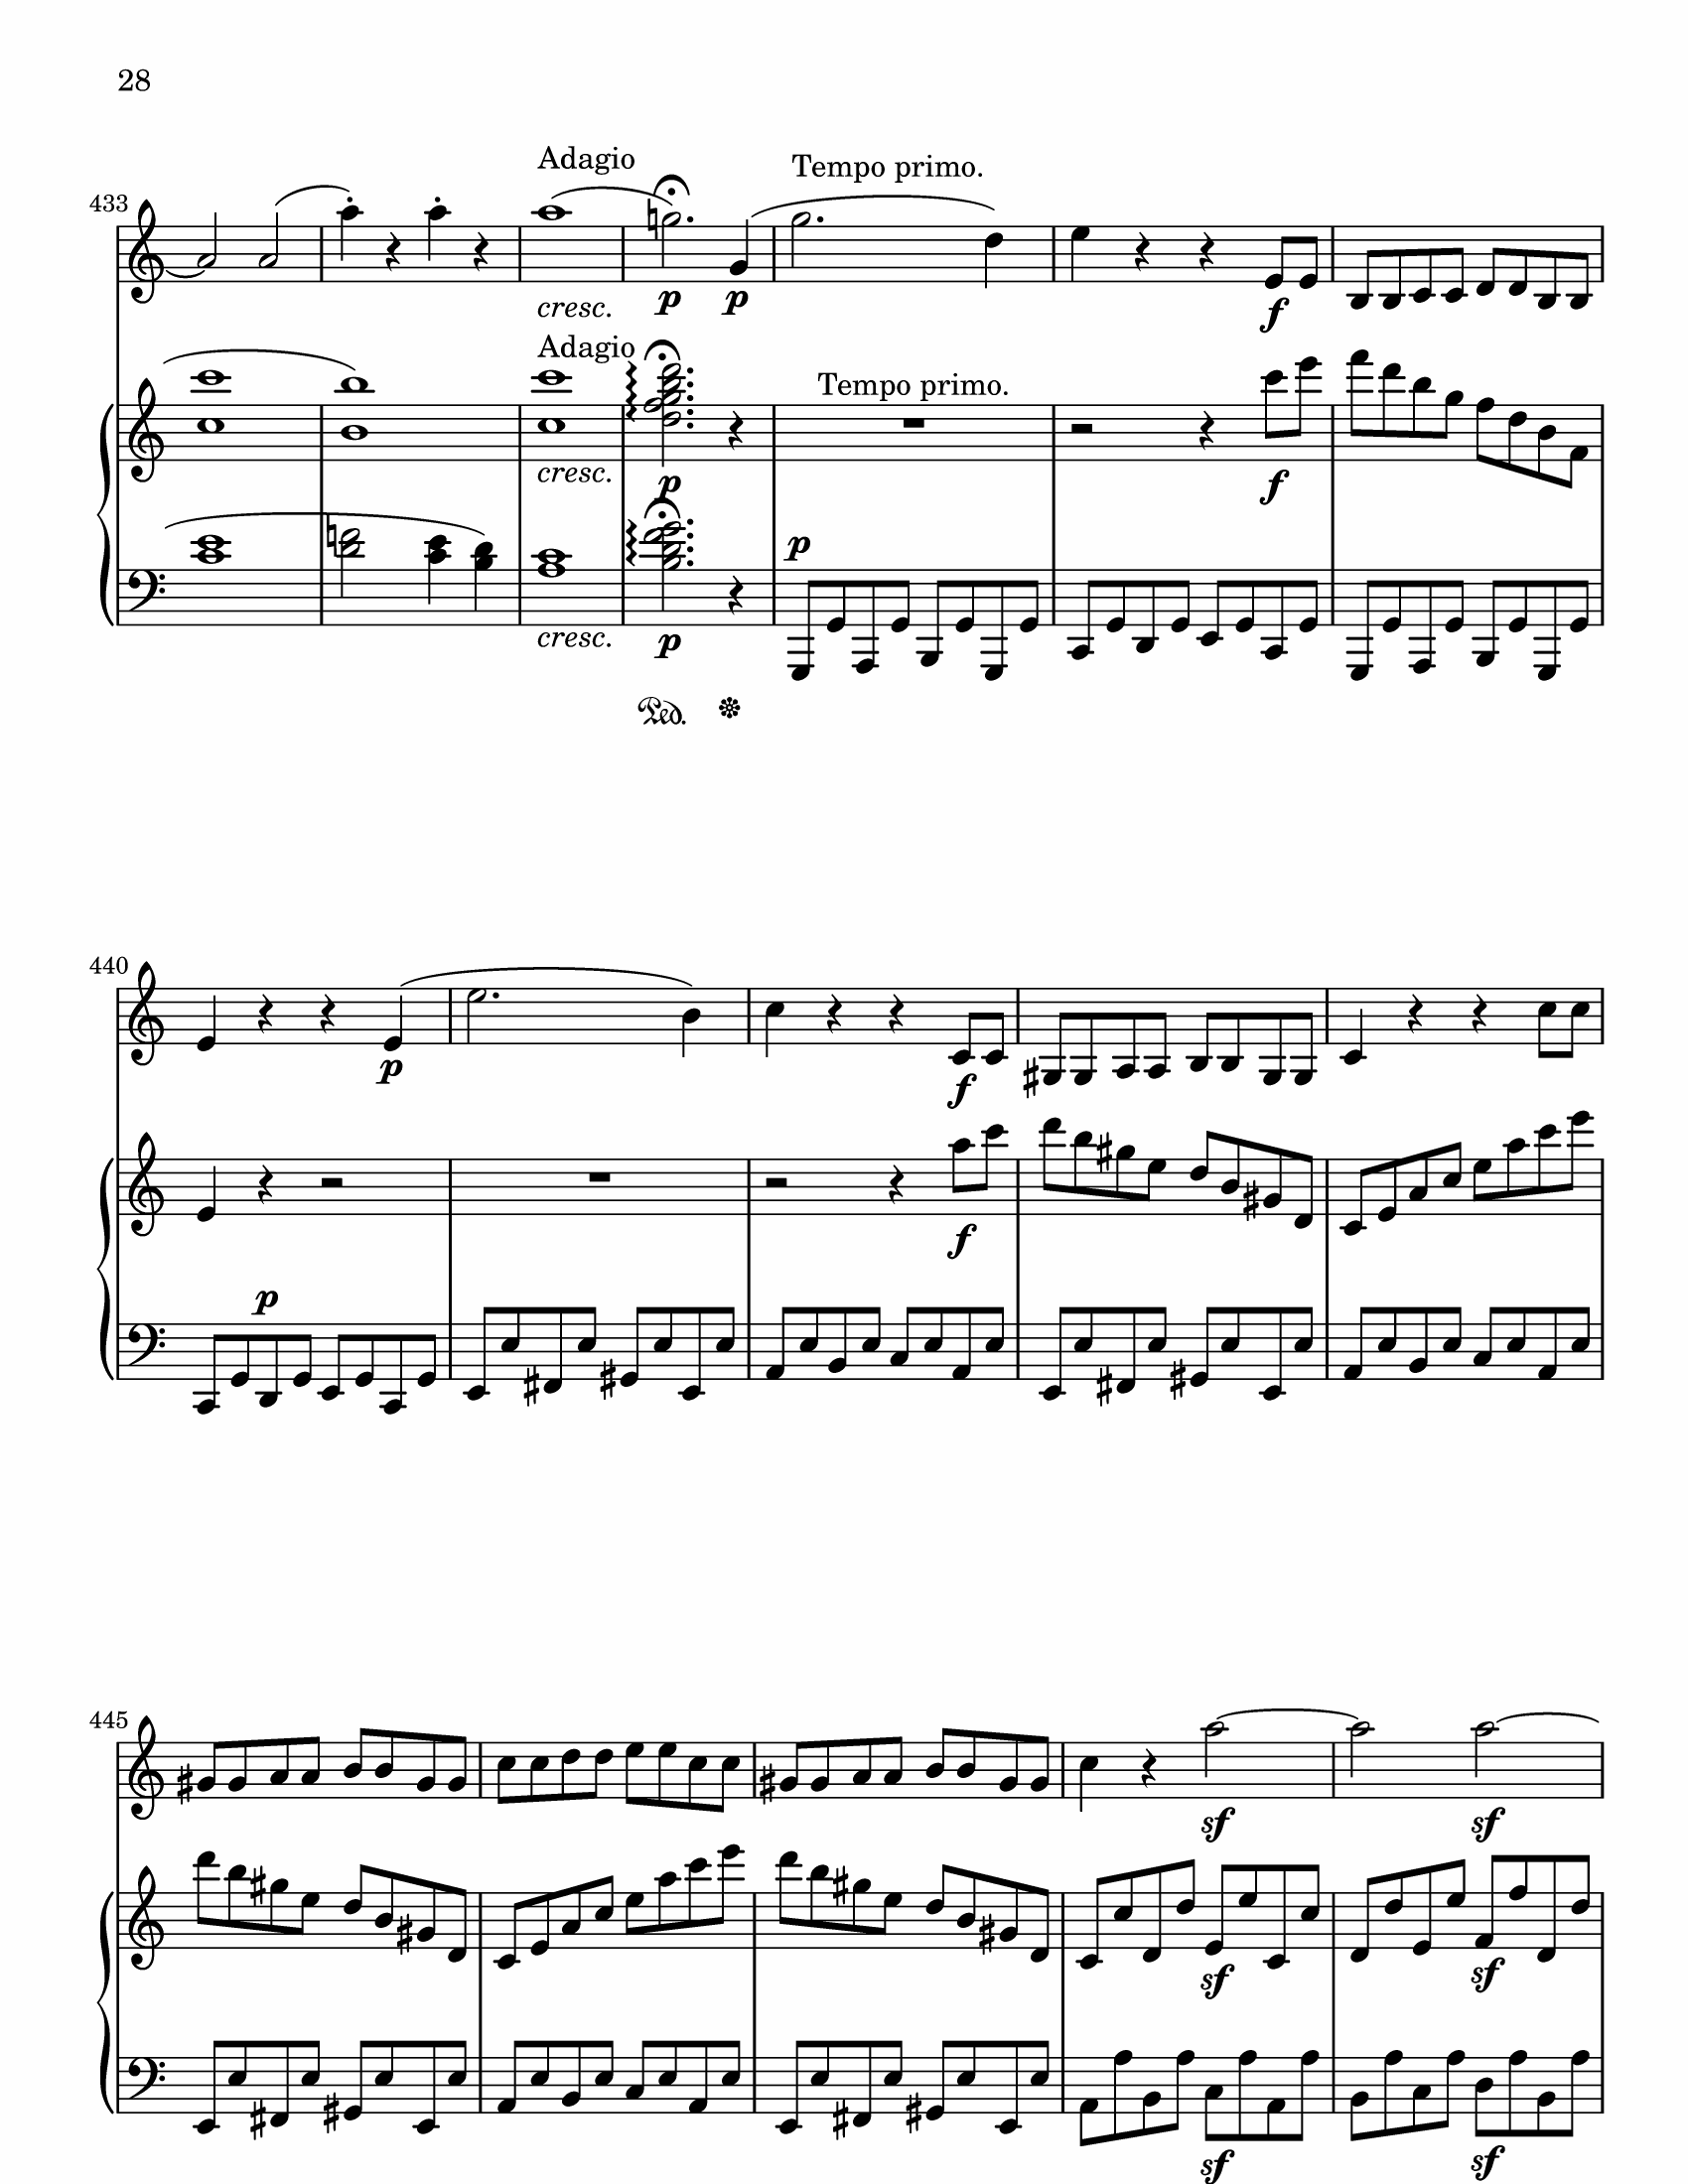 28
Adagio
Tempo primo.
433
cresc.
p
p
f
Adagio
Tempo primo.
cresc.
p
f
p
cresc.
p
Ped.
440
p
f
f
p
445
sf
sf
sf
sf
sf
sf